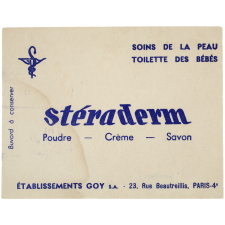 SOINS DE LA PEAU
TOILETTE DES BÉBÉS
Buvard à conserver
stéraderm
Poudre — Crème — Savon
ÉTABLISSEMENTS GOY S.A. - 23, Rue Beautreillis, PARIS-4e